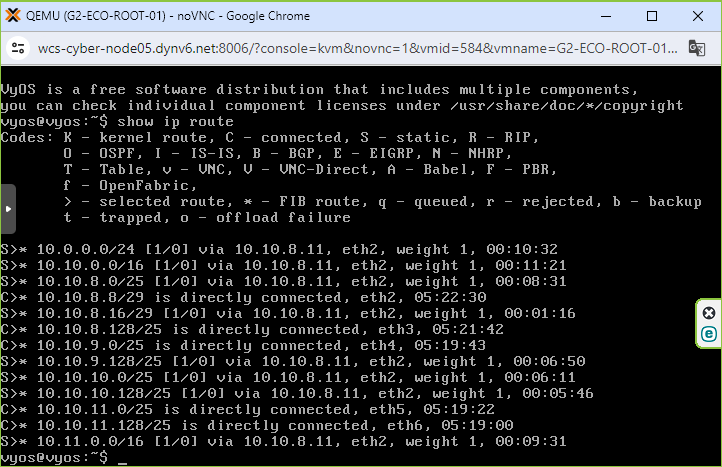 QEMU (G2-ECO-ROOT-01) - noVNC - Google Chrome
wcs-cyber-node05.dynv6.net:8006/?console=kvm&novnc=1&vmid=584&vmname=G2-ECO-ROOT-01...
VyOS is a free software distribution that includes multiple components,
you can check individual component licenses under /usr/share/doc/*/copyright
vyos@vyos:~$ show ip route
Codes: K - kernel route, C - connected, S - static, R - RIP,
O - OSPF, I - IS-IS, B - BGP, E - EIGRP, N - NHRP,
T - Table, v - VNC, V - VNC-Direct, A - Babel, F - PBR,
f - OpenFabric,
> - selected route, * - FIB route, q - queued, r - rejected, b - backup
t - trapped, o - offload failure
S>* 10.0.0.0/24 [1/0] via 10.10.8.11, eth2, weight 1, 00:10:32
S>* 10.10.0.0/16 [1/0] via 10.10.8.11, eth2, weight 1, 00:11:21
S>* 10.10.8.0/25 [1/0] via 10.10.8.11, eth2, weight 1, 00:08:31
C>* 10.10.8.8/29 is directly connected, eth2, 05:22:30
S>* 10.10.8.16/29 [1/0] via 10.10.8.11, eth2, weight 1, 00:01:16
C>* 10.10.8.128/25 is directly connected, eth3, 05:21:42
C>* 10.10.9.0/25 is directly connected, eth4, 05:19:43
S>* 10.10.9.128/25 [1/0] via 10.10.8.11, eth2, weight 1, 00:06:50
S>* 10.10.10.0/25 [1/0] via 10.10.8.11, eth2, weight 1, 00:06:11
S>* 10.10.10.128/25 [1/0] via 10.10.8.11, eth2, weight 1, 00:05:46
C>* 10.10.11.0/25 is directly connected, eth5, 05:19:22
C>* 10.10.11.128/25 is directly connected, eth6, 05:19:00
S>* 10.11.0.0/16 [1/0] via 10.10.8.11, eth2, weight 1, 00:09:31
vyos@vyos:~$ _